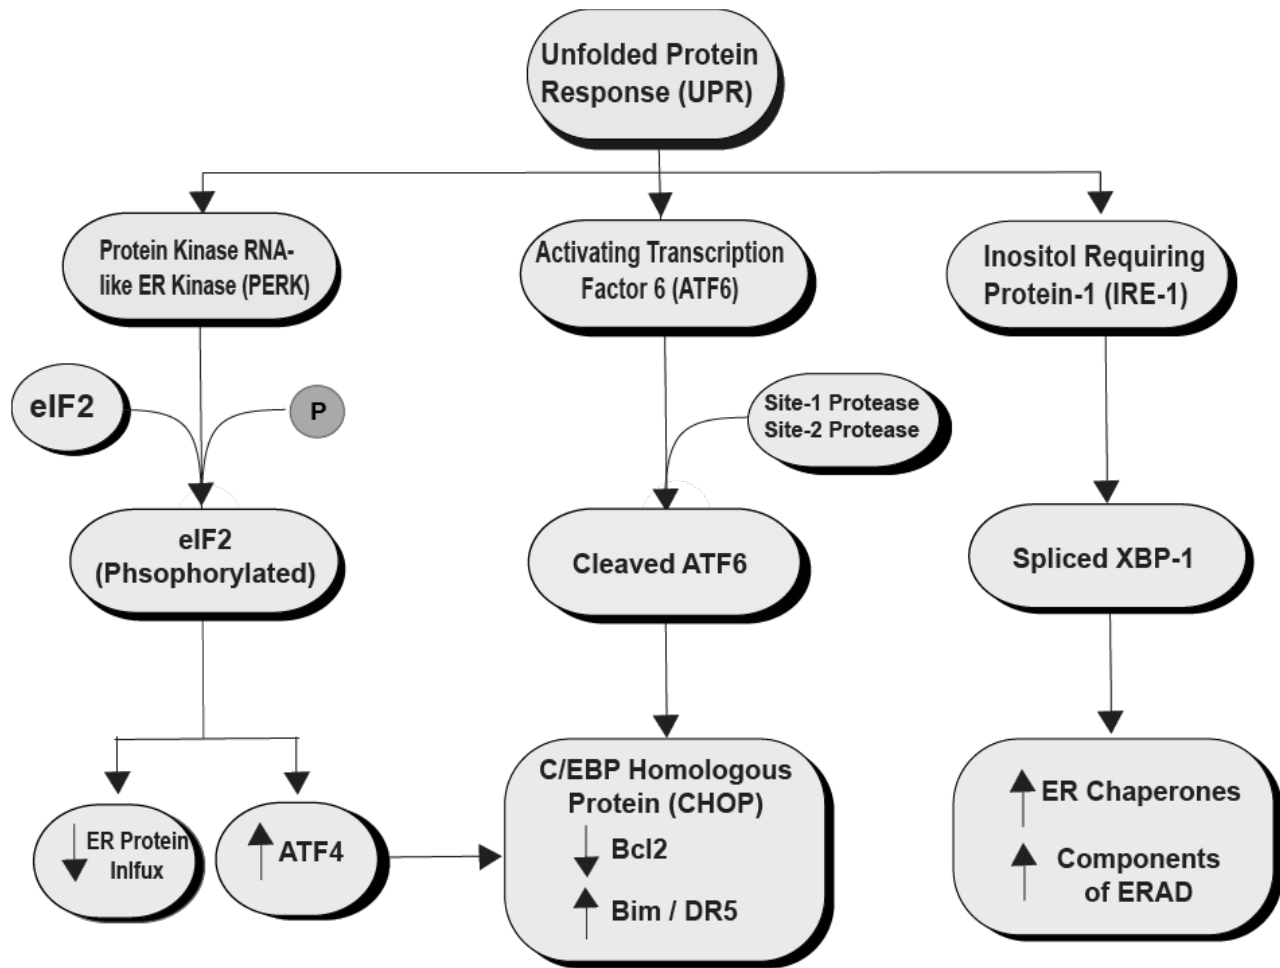 Unfolded Protein
Response (UPR)
Protein Kinase RNA-
like ER Kinase (PERK)
Activating Transcription
Factor 6 (ATF6)
Inositol Requiring
Protein-1 (IRE-1)
eIF2
P
Site-1 Protease
Site-2 Protease
eIF2
(Phsophorylated)
Cleaved ATF6
Spliced XBP-1
ER Protein
Inlfux
ATF4
C/EBP Homologous
Protein (CHOP)
Bcl2
Bim / DR5
ER Chaperones
Components
of ERAD